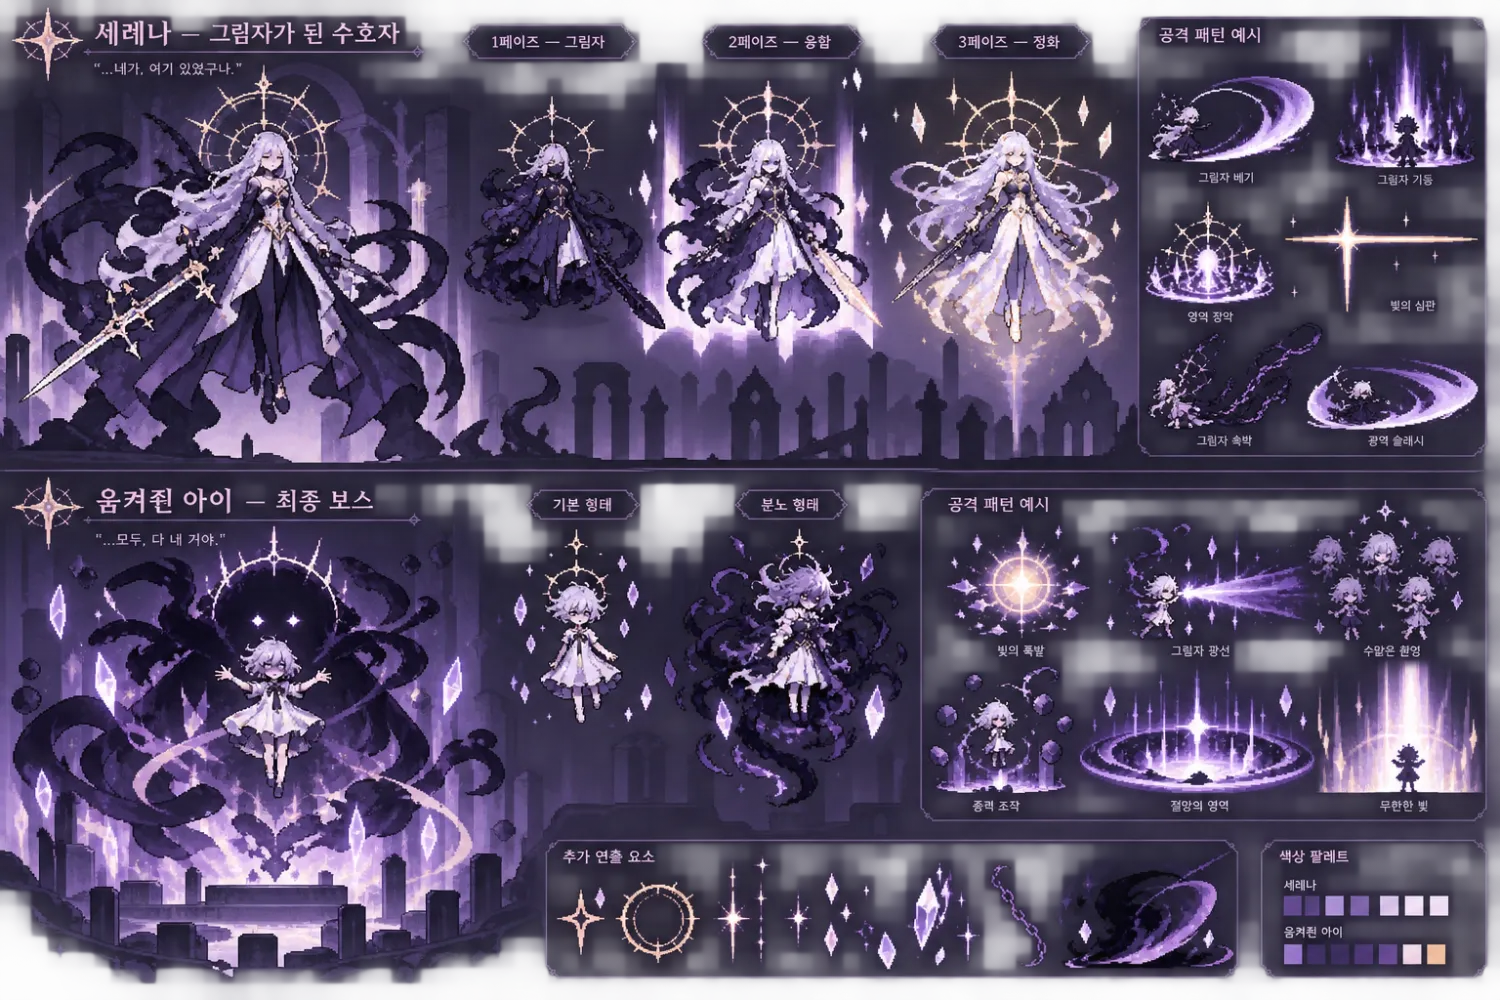 세레나 — 그림자가 된 수호자
“...네가, 여기 있었구나.”
1페이즈 — 그림자
2페이즈 — 융합
3페이즈 — 정화
공격 패턴 예시
그림자 베기
그림자 기둥
영역 장악
빛의 심판
그림자 속박
광역 슬래시
움켜쥔 아이 — 최종 보스
“...모두, 다 내 거야.”
기본 형태
분노 형태
공격 패턴 예시
빛의 폭발
그림자 광선
수많은 환영
중력 조작
절망의 영역
무한한 빛
추가 연출 요소
색상 팔레트
세레나
움켜쥔 아이